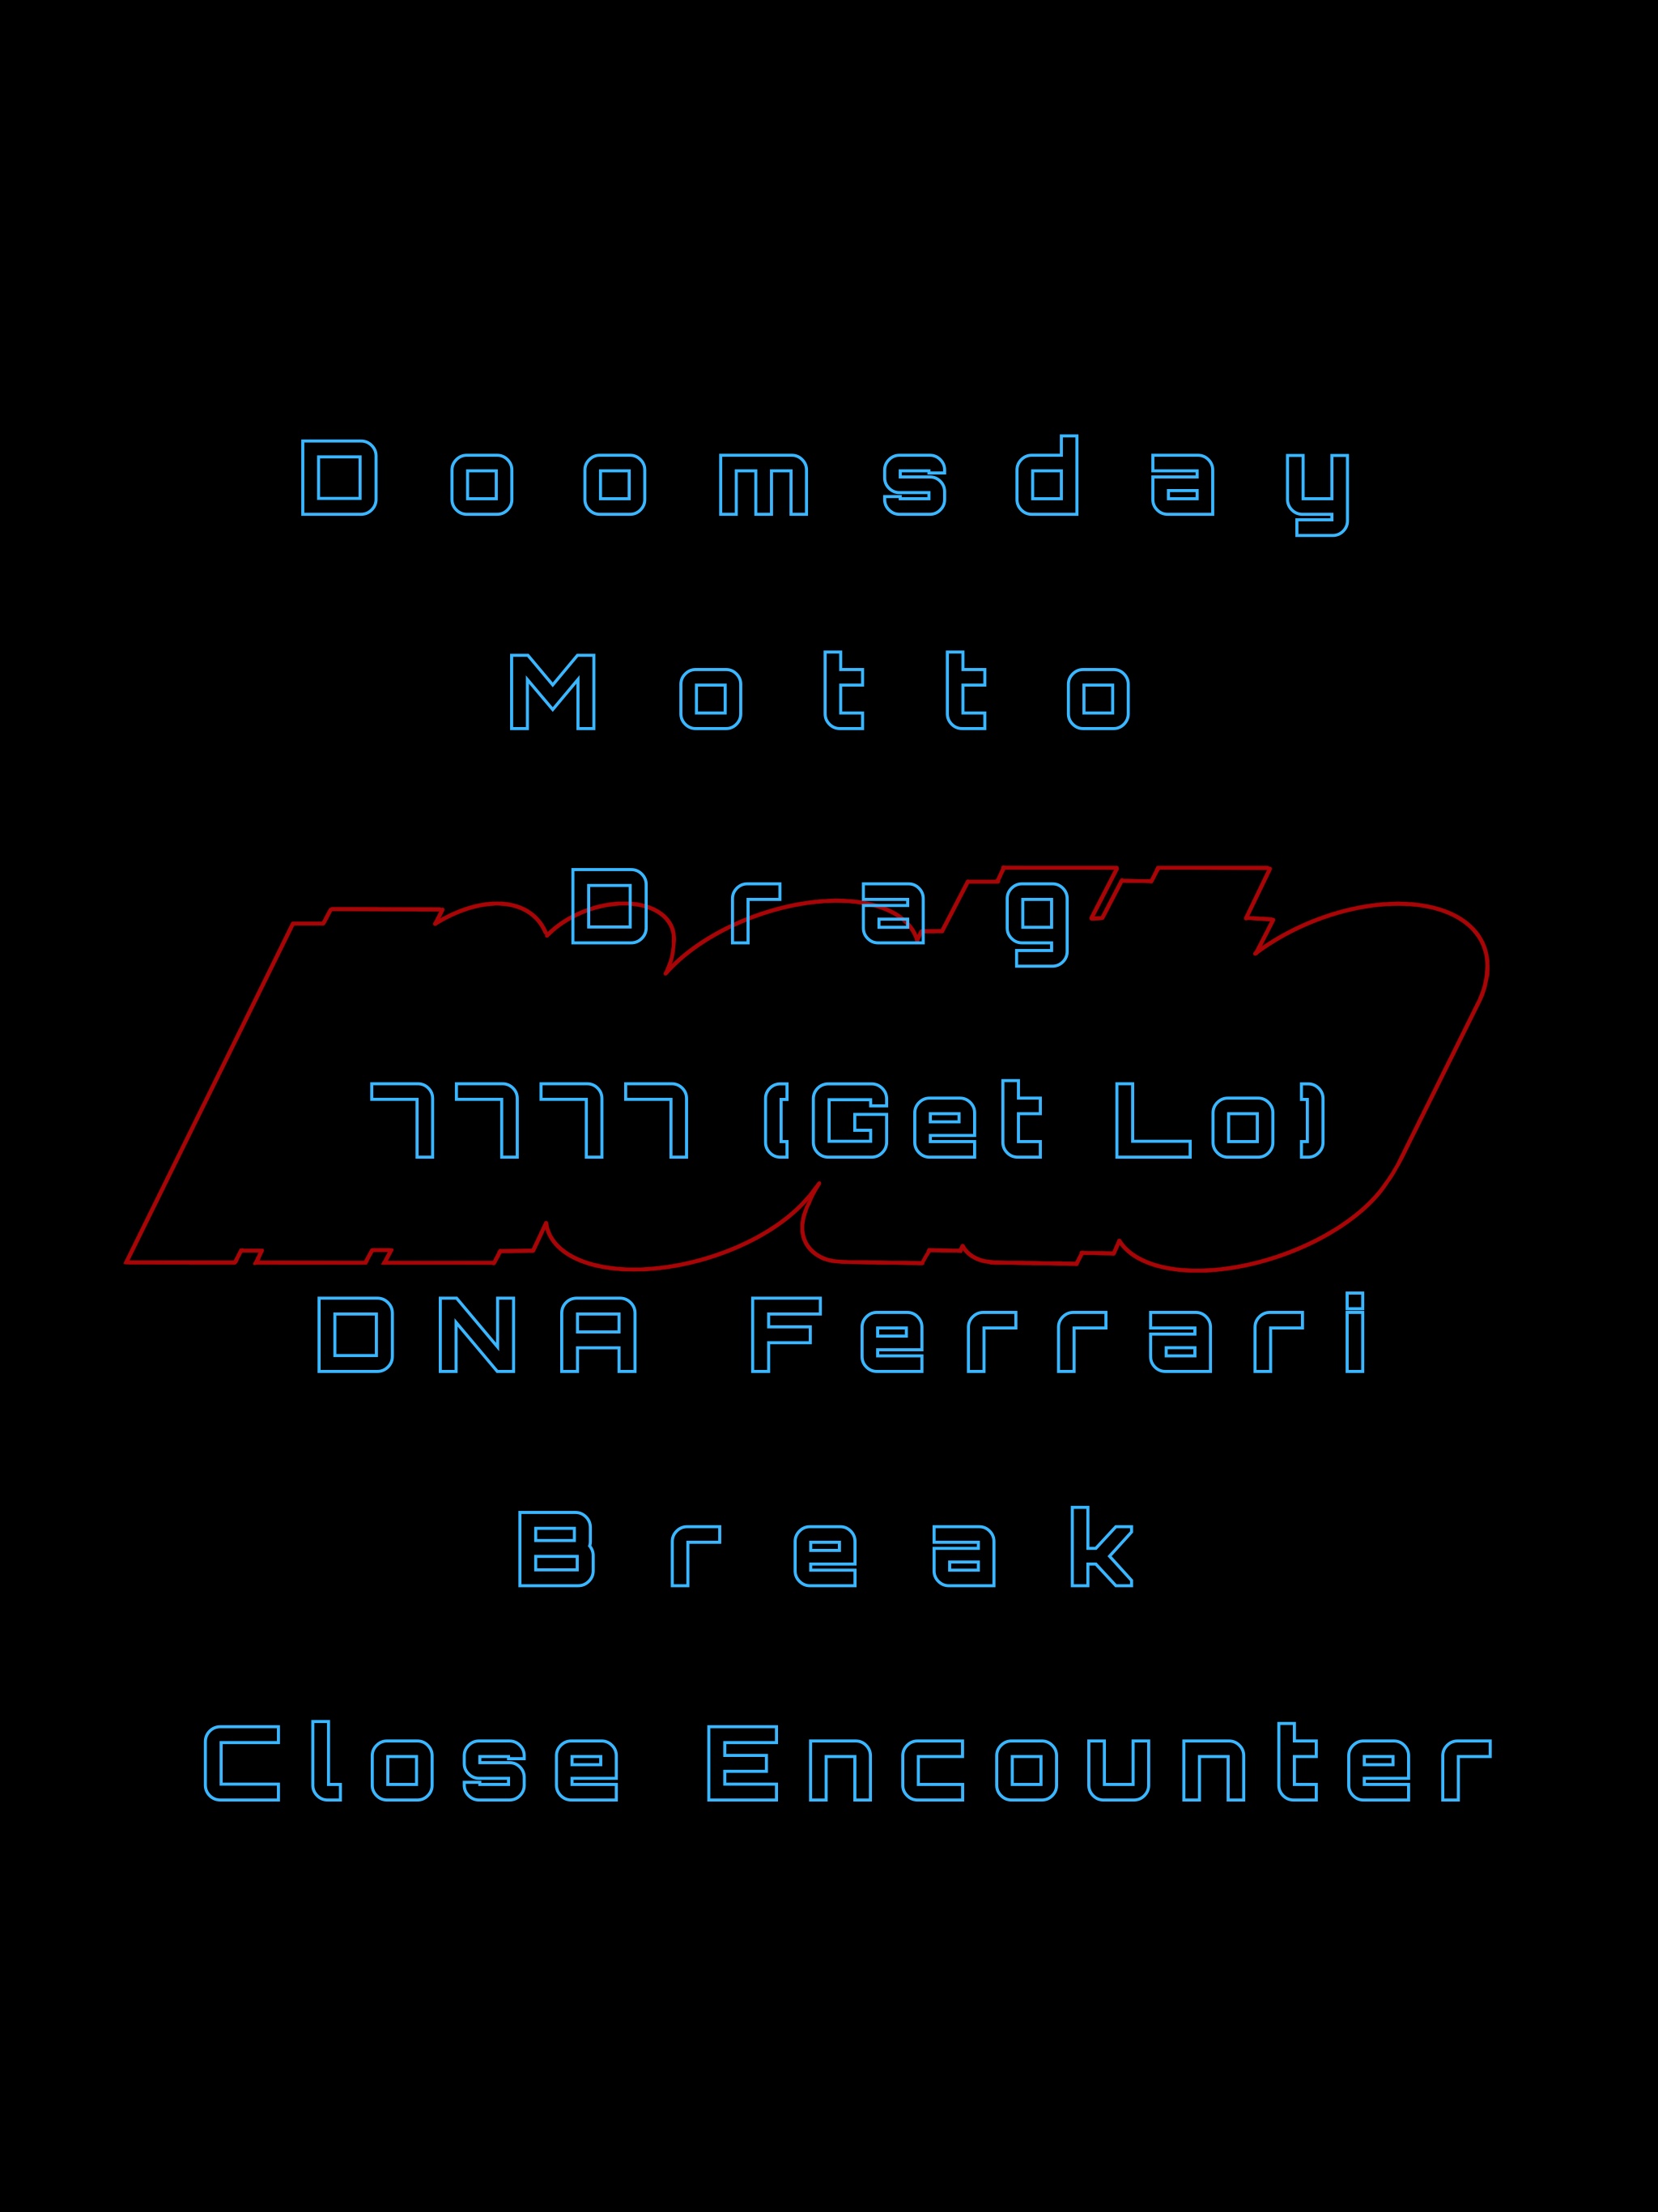 Doomsday
Motto
Drag
7777 (Get Lo)
DNA Ferrari
Break
Close Encounter